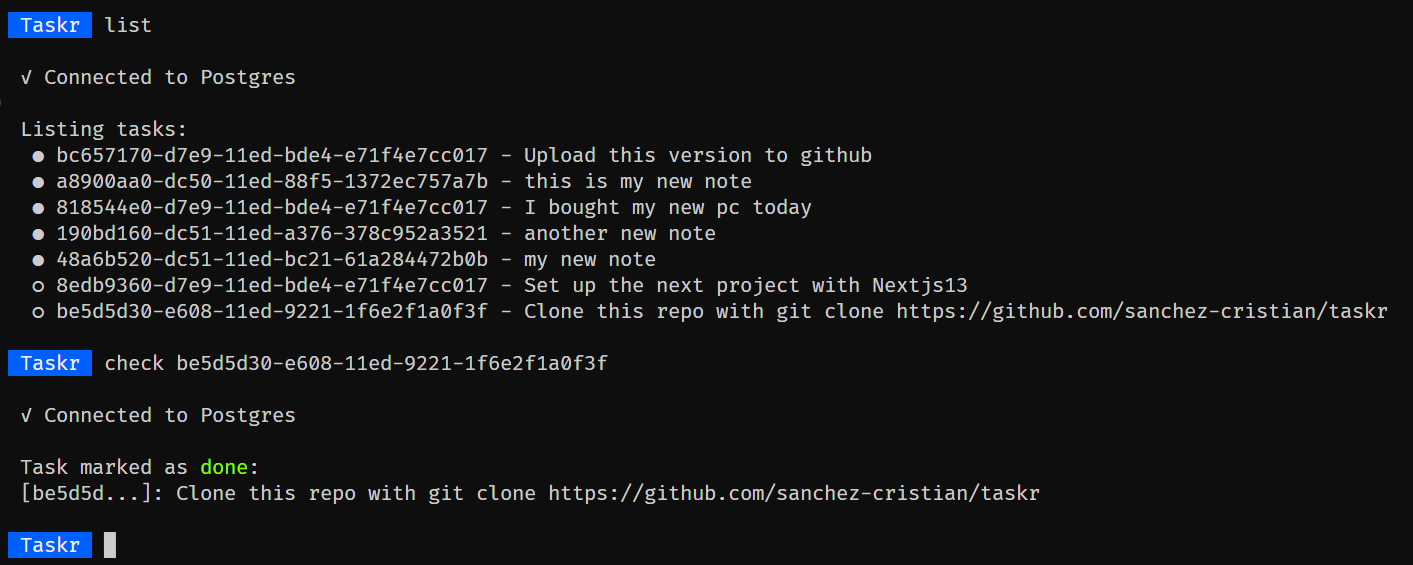 Taskr list
√ Connected to Postgres
Listing tasks:
● bc657170-d7e9-11ed-bde4-e71f4e7cc017 - Upload this version to github
● a8900aa0-dc50-11ed-88f5-1372ec757a7b - this is my new note
● 818544e0-d7e9-11ed-bde4-e71f4e7cc017 - I bought my new pc today
● 190bd160-dc51-11ed-a376-378c952a3521 - another new note
● 48a6b520-dc51-11ed-bc21-61a284472b0b - my new note
○ 8edb9360-d7e9-11ed-bde4-e71f4e7cc017 - Set up the next project with Nextjs13
○ be5d5d30-e608-11ed-9221-1f6e2f1a0f3f - Clone this repo with git clone https://github.com/sanchez-cristian/taskr
Taskr check be5d5d30-e608-11ed-9221-1f6e2f1a0f3f
√ Connected to Postgres
Task marked as done:
[be5d5d...]: Clone this repo with git clone https://github.com/sanchez-cristian/taskr
Taskr